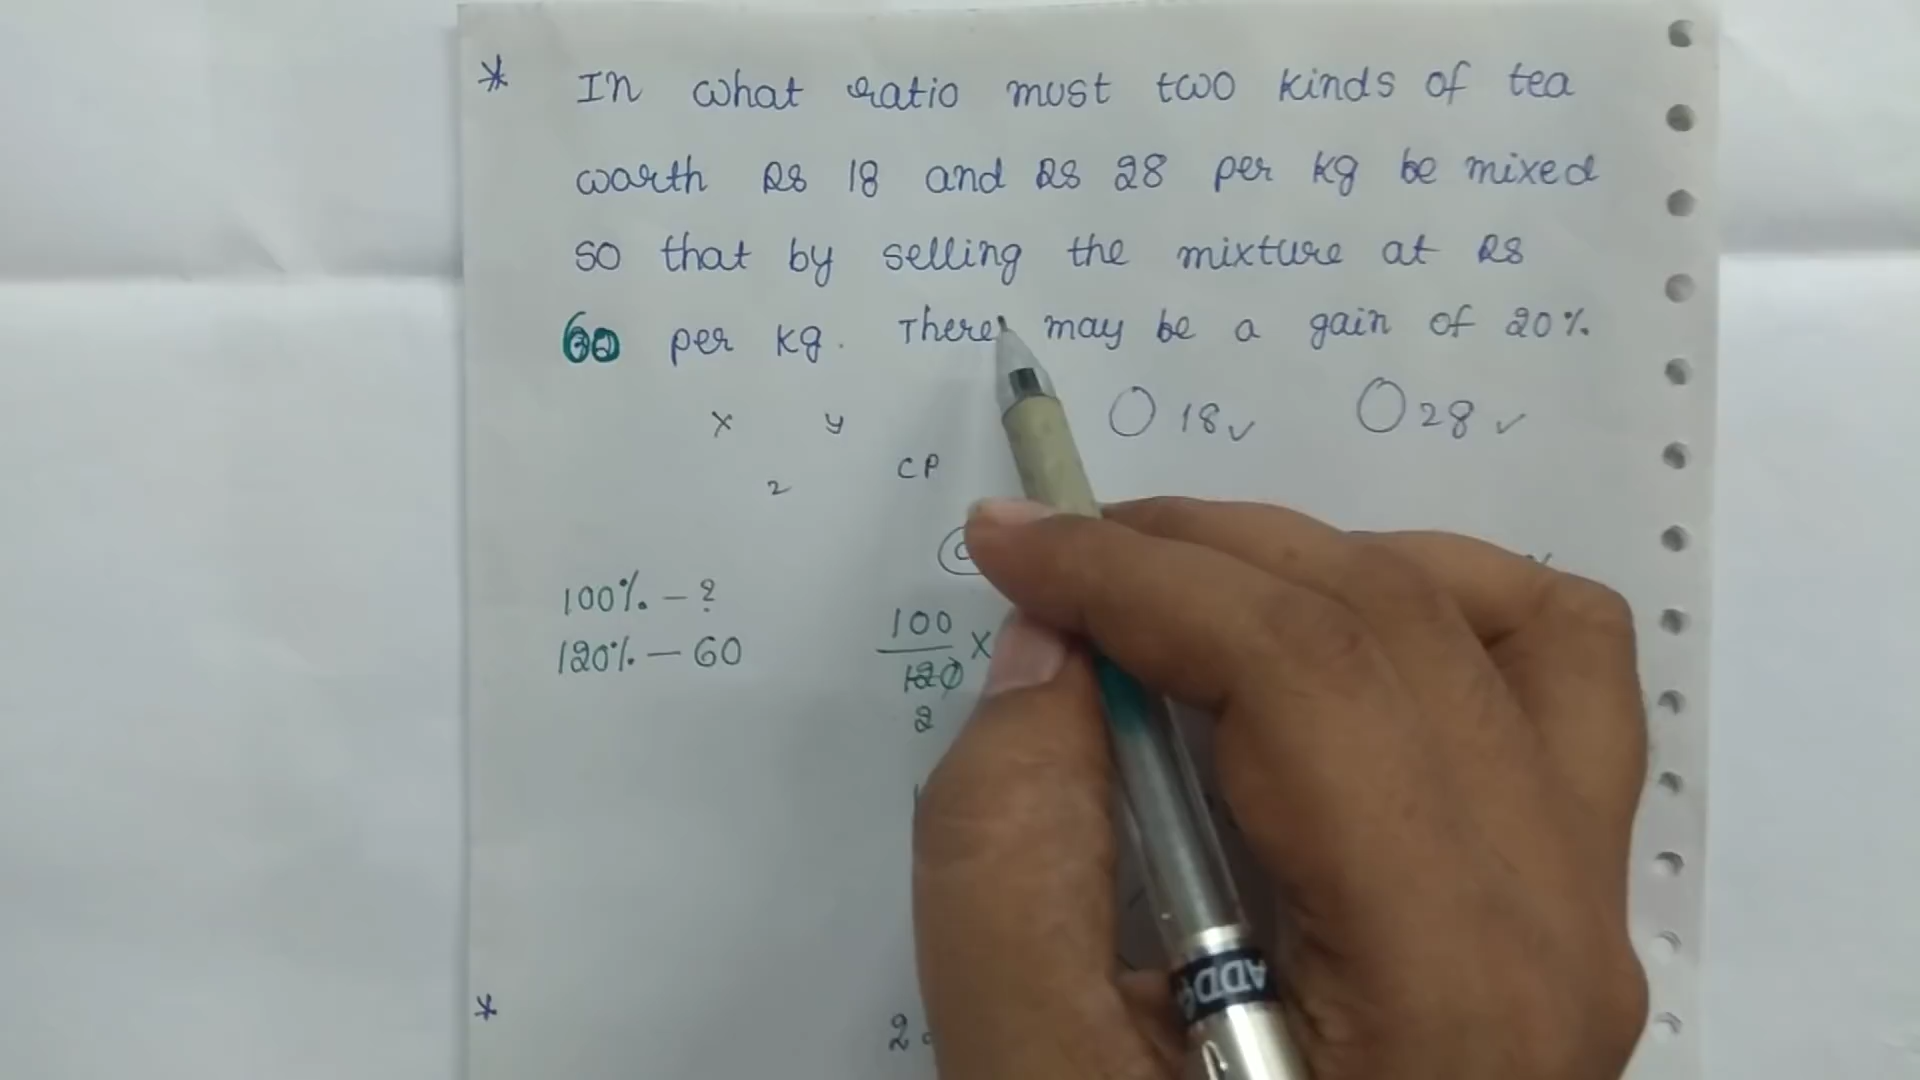 * In what ratio must two kinds of tea
worth Rs 18 and Rs 28 per kg be mixed
so that by selling the mixture at Rs
60 per kg. There may be a gain of 20%
x y 18✓ 28✓
CP
2
100% - ?
120% - 60
100
120 ×
2
ADD
*
2